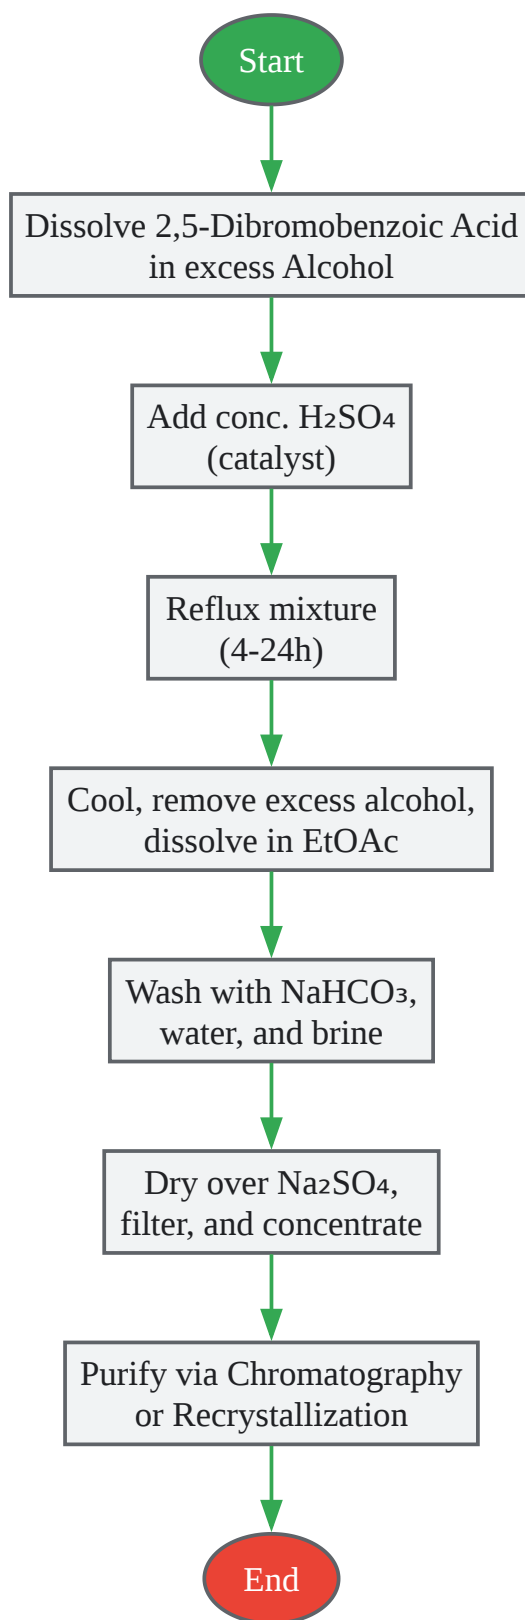 Start
Dissolve 2,5-Dibromobenzoic Acid
in excess Alcohol
Add conc. H₂SO₄
(catalyst)
Reflux mixture
(4-24h)
Cool, remove excess alcohol,
dissolve in EtOAc
Wash with NaHCO₃,
water, and brine
Dry over Na₂SO₄,
filter, and concentrate
Purify via Chromatography
or Recrystallization
End